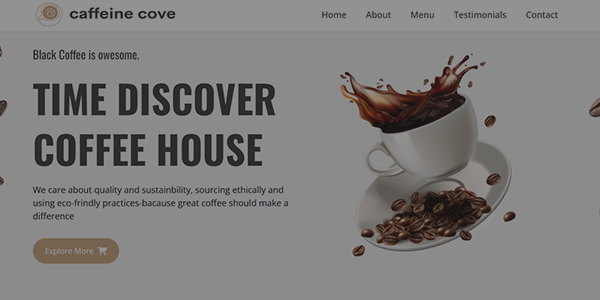 caffeine cove
Home About Menu Testimonials Contact
Black Coffee is owesome.
TIME DISCOVER
COFFEE HOUSE
We care about quality and sustainbility, sourcing ethically and
using eco-frindly practices-bacause great coffee should make a
difference
Explore More